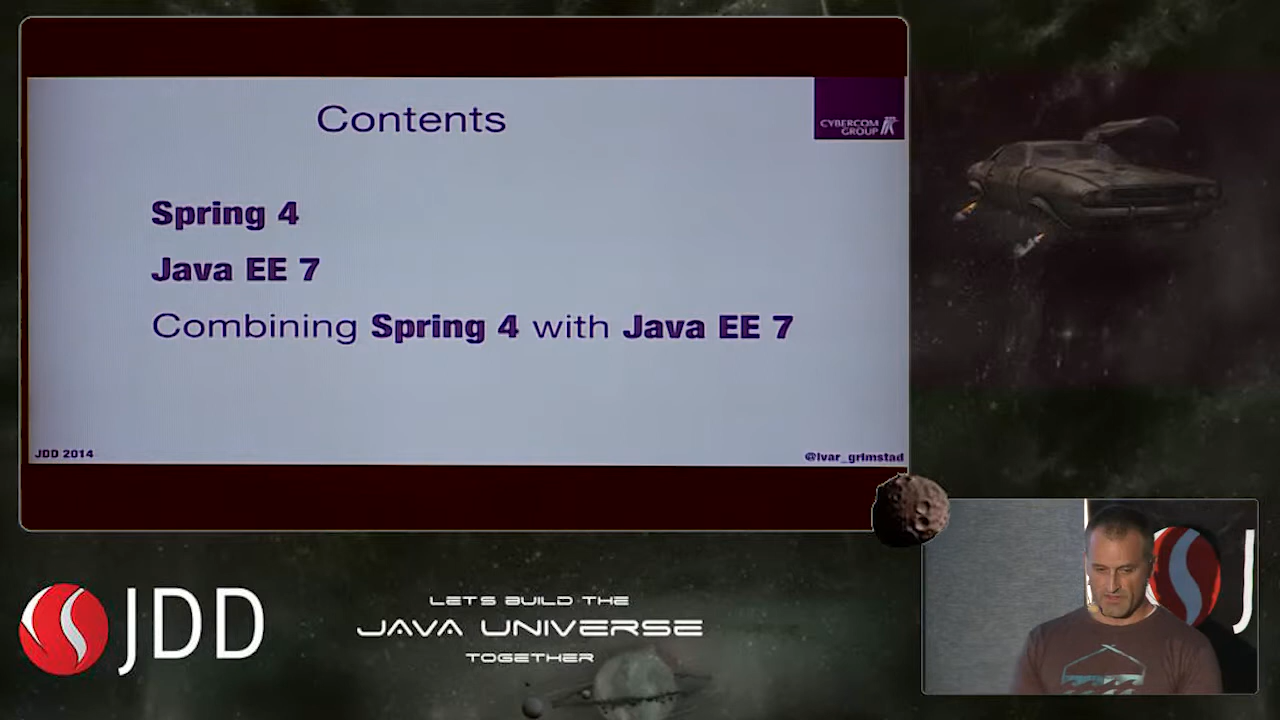 Contents
CYBERCOM
GROUP
Spring 4
Java EE 7
Combining Spring 4 with Java EE 7
JDD 2014
@ivar_grimstad
JDD
LETS BUILD THE
JAVA UNIVERSE
TOGETHER
J